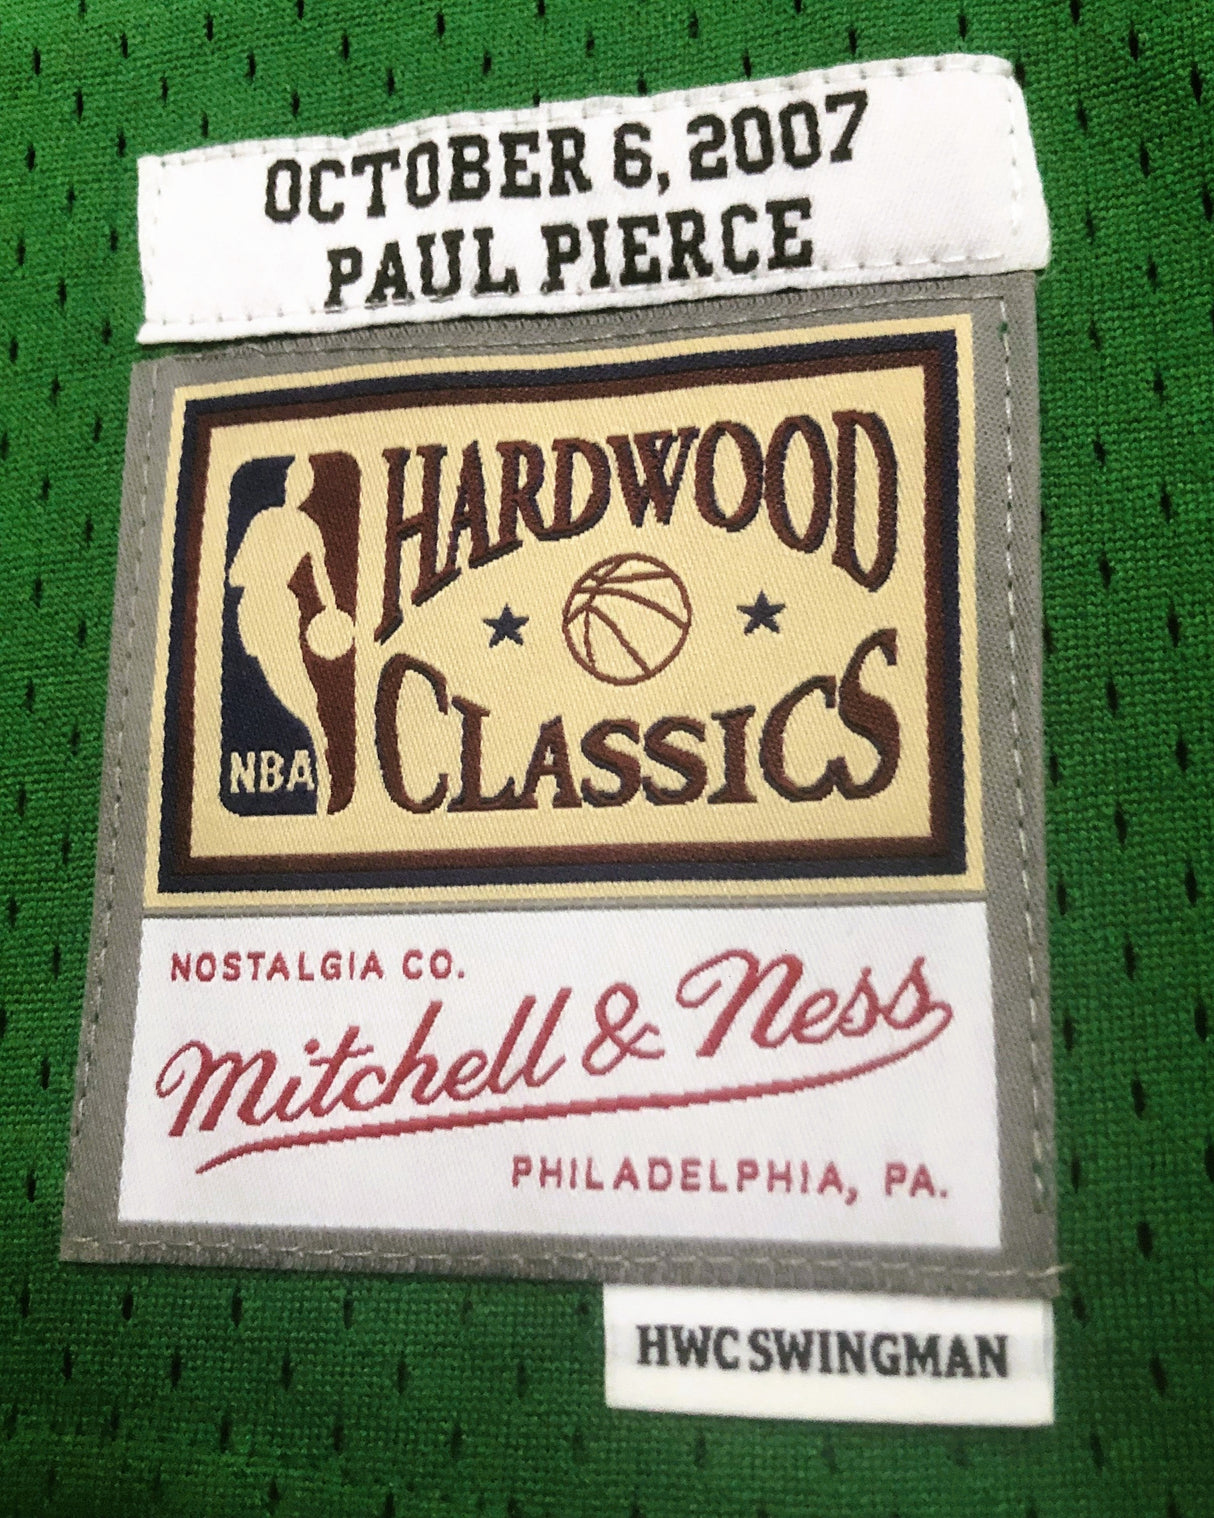 OCTOBER 6, 2007
PAUL PIERCE
HARDWOOD
CLASSICS
NBA
NOSTALGIA CO.
Mitchell & Ness
PHILADELPHIA, PA.
HWC SWINGMAN